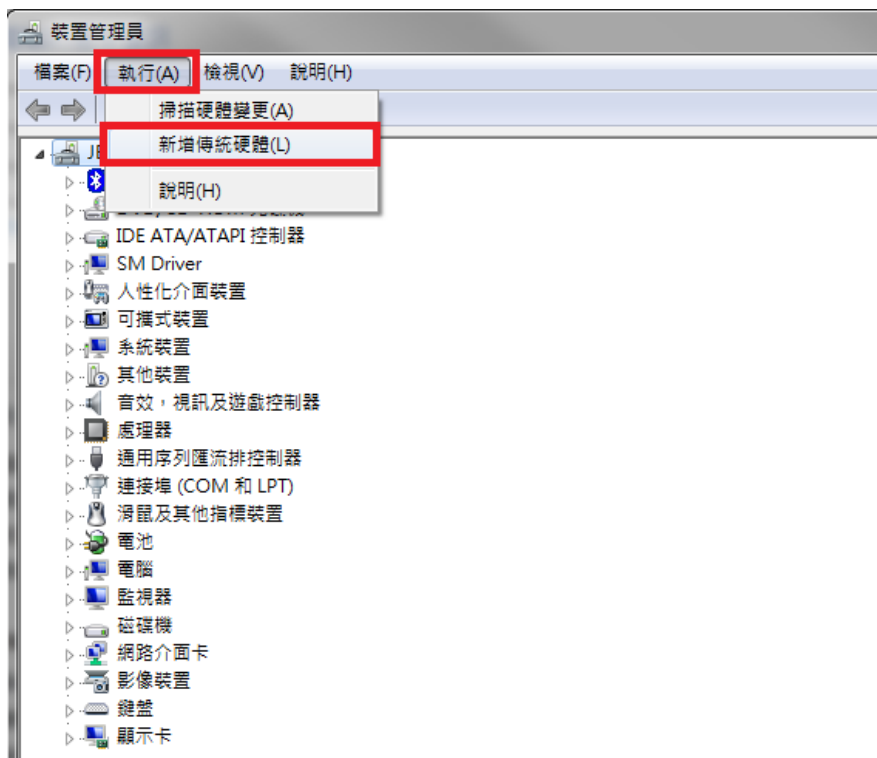 裝置管理員
檔案(F) 執行(A) 檢視(V) 說明(H)
掃描硬體變更(A)
新增傳統硬體(L)
說明(H)
IDE ATA/ATAPI 控制器
SM Driver
人性化介面裝置
可攜式裝置
系統裝置
其他裝置
音效，視訊及遊戲控制器
處理器
通用序列匯流排控制器
連接埠 (COM 和 LPT)
滑鼠及其他指標裝置
電池
電腦
監視器
磁碟機
網路介面卡
影像裝置
鍵盤
顯示卡